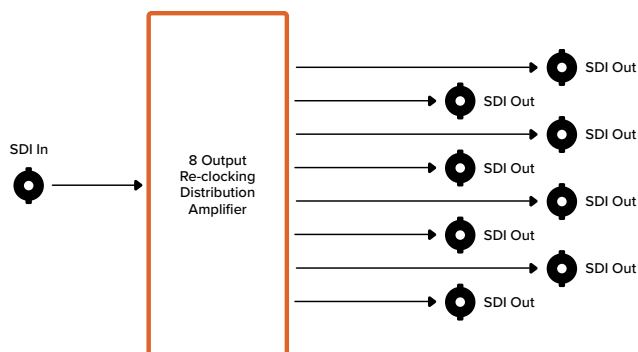 SDI In
8 Output
Re-clocking
Distribution
Amplifier
SDI Out
SDI Out
SDI Out
SDI Out
SDI Out
SDI Out
SDI Out
SDI Out